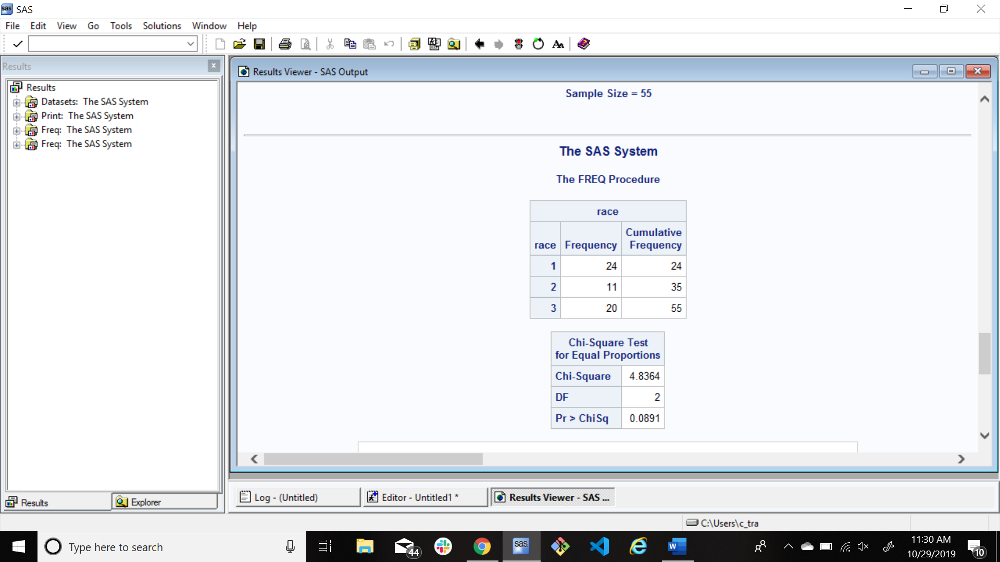 SAS
File Edit View Go Tools Solutions Window Help
Results
Results
Datasets: The SAS System
Print: The SAS System
Freq: The SAS System
Freq: The SAS System
Results Explorer
Results Viewer - SAS Output
Sample Size = 55
The SAS System
The FREQ Procedure
race
race Frequency Cumulative Frequency
1 24 24
2 11 35
3 20 55
Chi-Square Test
for Equal Proportions
Chi-Square 4.8364
DF 2
Pr > ChiSq 0.0891
Log - (Untitled) Editor - Untitled1 * Results Viewer - SAS ...
C:\Users\c_tra
Type here to search
44
sas
W
11:30 AM
10/29/2019
10